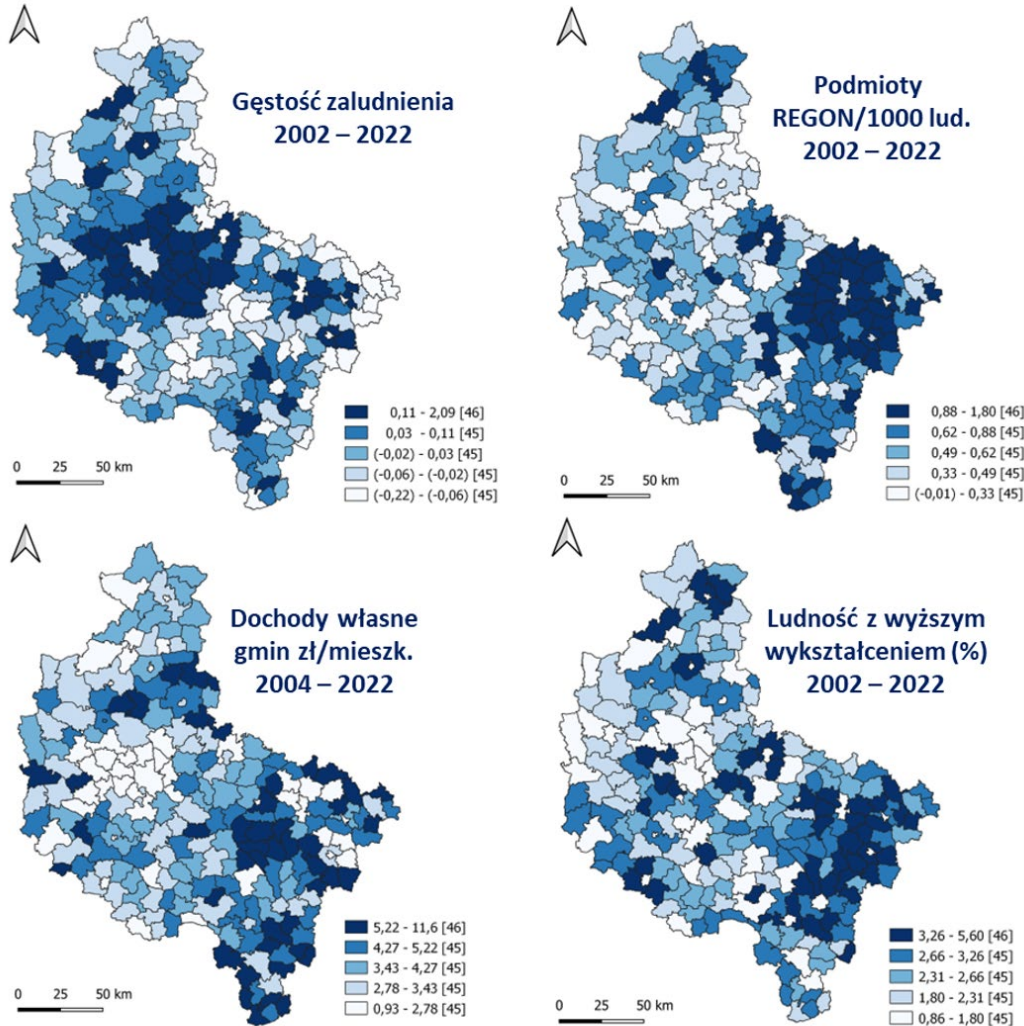 Gęstość zaludnienia
2002 – 2022
0,11 - 2,09 [46]
0,03 - 0,11 [45]
(-0,02) - 0,03 [45]
(-0,06) - (-0,02) [45]
(-0,22) - (-0,06) [45]
0 25 50 km
Podmioty
REGON/1000 lud.
2002 – 2022
0,88 - 1,80 [46]
0,62 - 0,88 [45]
0,49 - 0,62 [45]
0,33 - 0,49 [45]
(-0,01) - 0,33 [45]
0 25 50 km
Dochody własne
gmin zł/mieszk.
2004 – 2022
5,22 - 11,6 [46]
4,27 - 5,22 [45]
3,43 - 4,27 [45]
2,78 - 3,43 [45]
0,93 - 2,78 [45]
0 25 50 km
Ludność z wyższym
wykształceniem (%)
2002 – 2022
3,26 - 5,60 [46]
2,66 - 3,26 [45]
2,31 - 2,66 [45]
1,80 - 2,31 [45]
0,86 - 1,80 [45]
0 25 50 km